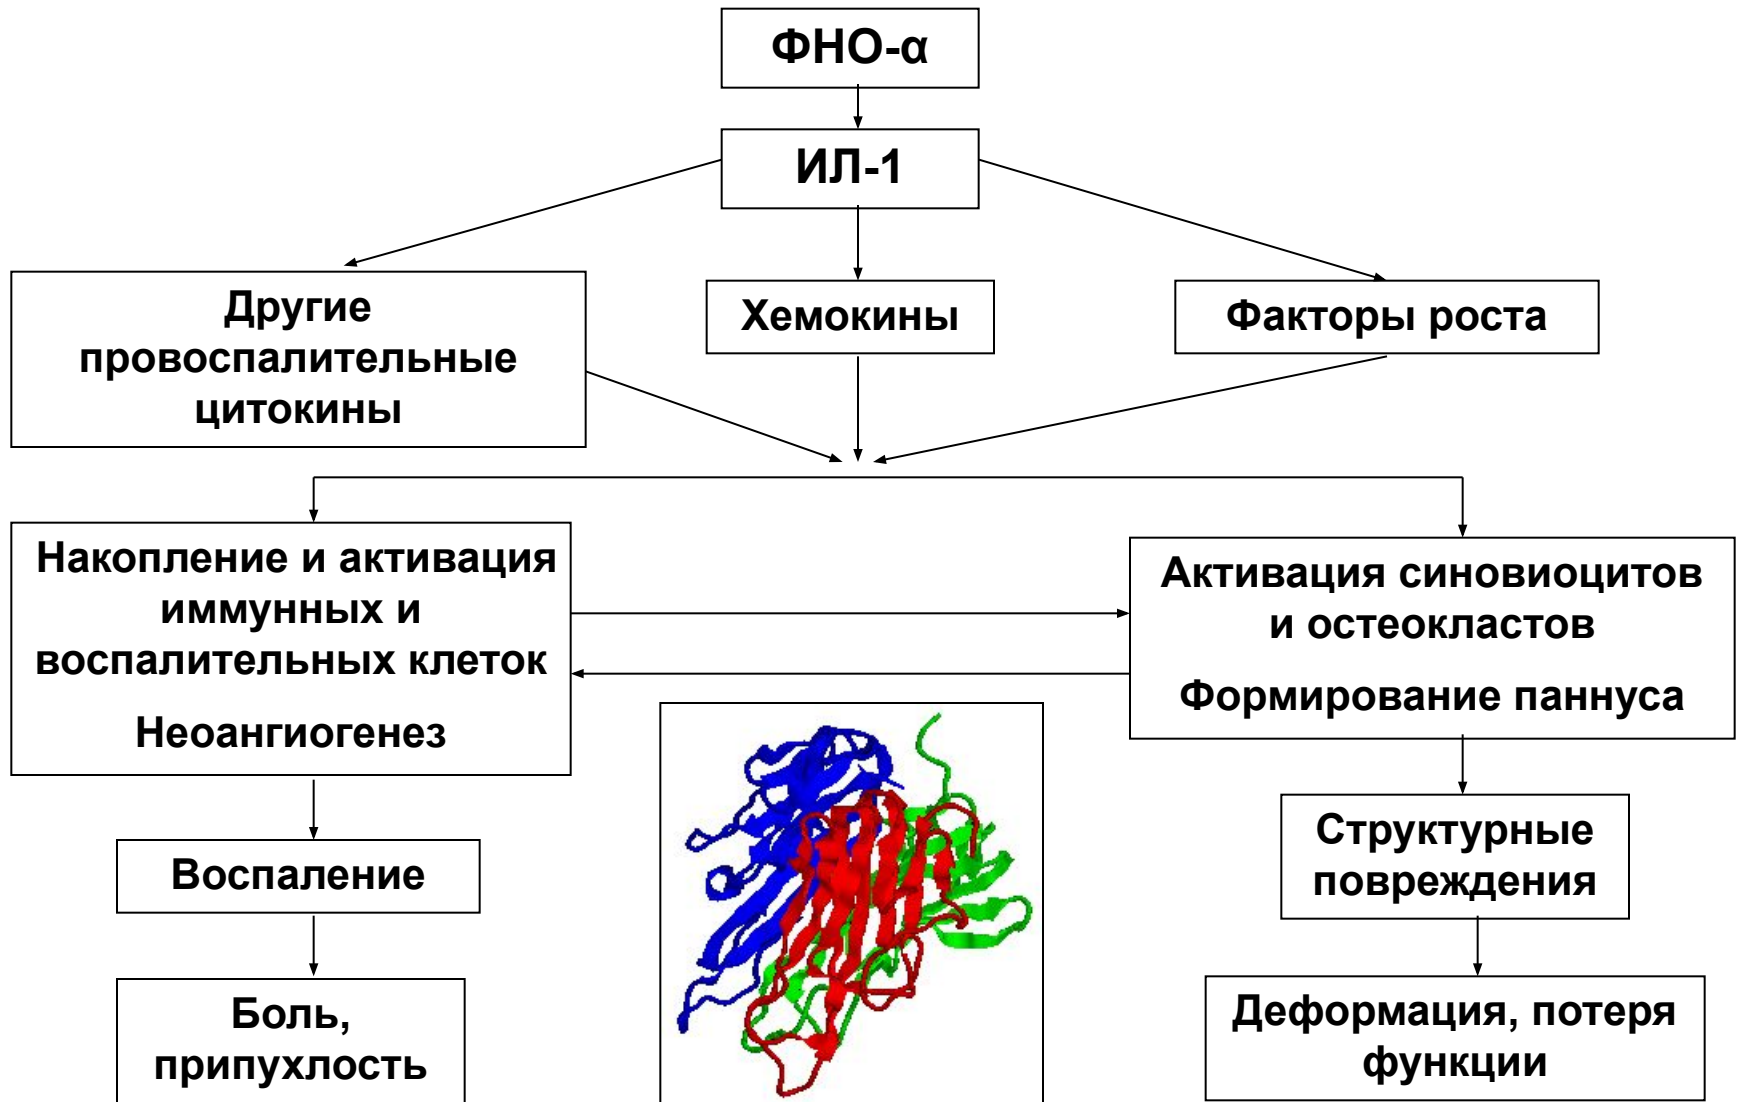 ФНО-α
ИЛ-1
Другие
провоспалительные
цитокины
Хемокины
Факторы роста
Накопление и активация
иммунных и
воспалительных клеток
Неоангиогенез
Активация синовиоцитов
и остеокластов
Формирование паннуса
Воспаление
Структурные
повреждения
Боль,
припухлость
Деформация, потеря
функции